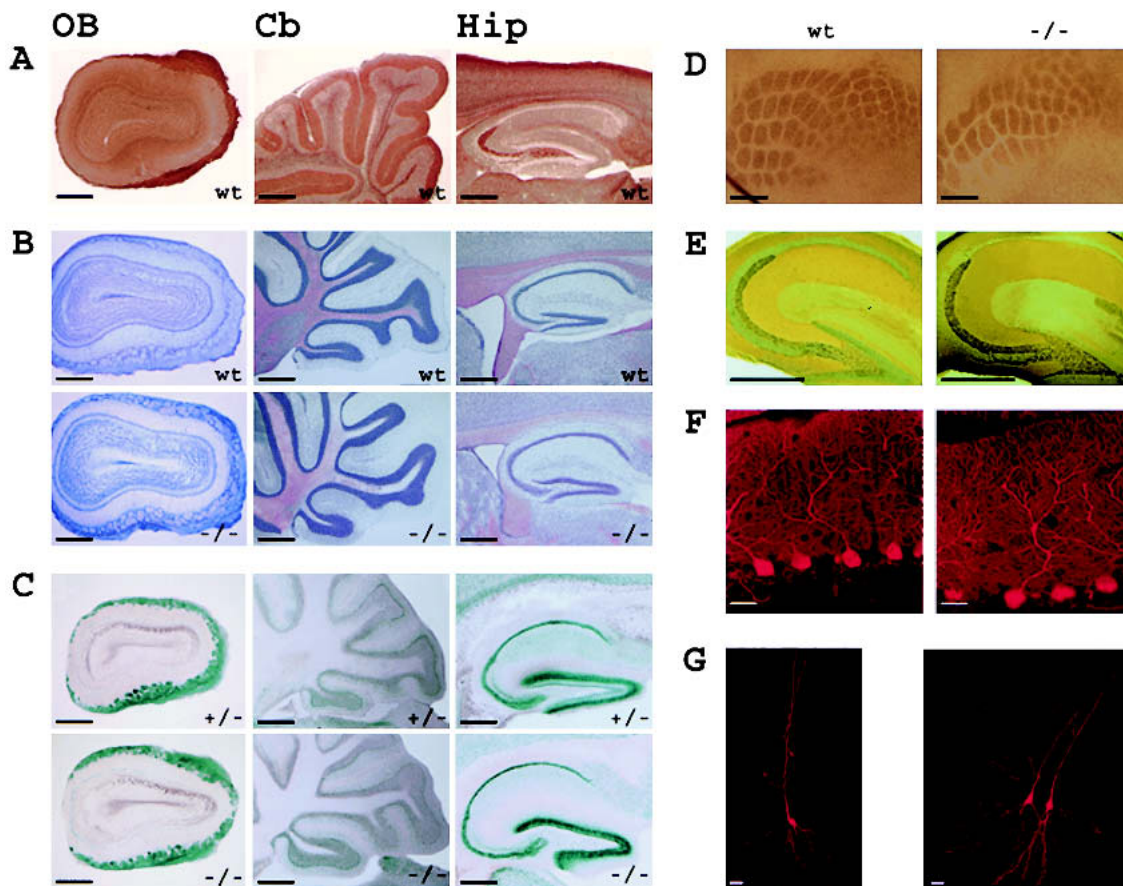 OB Cb Hip
wt -/-
A
wt wt wt
D
B
wt wt wt
E
-/- -/- -/-
F
C
+/- +/- +/-
G
-/- -/- -/-